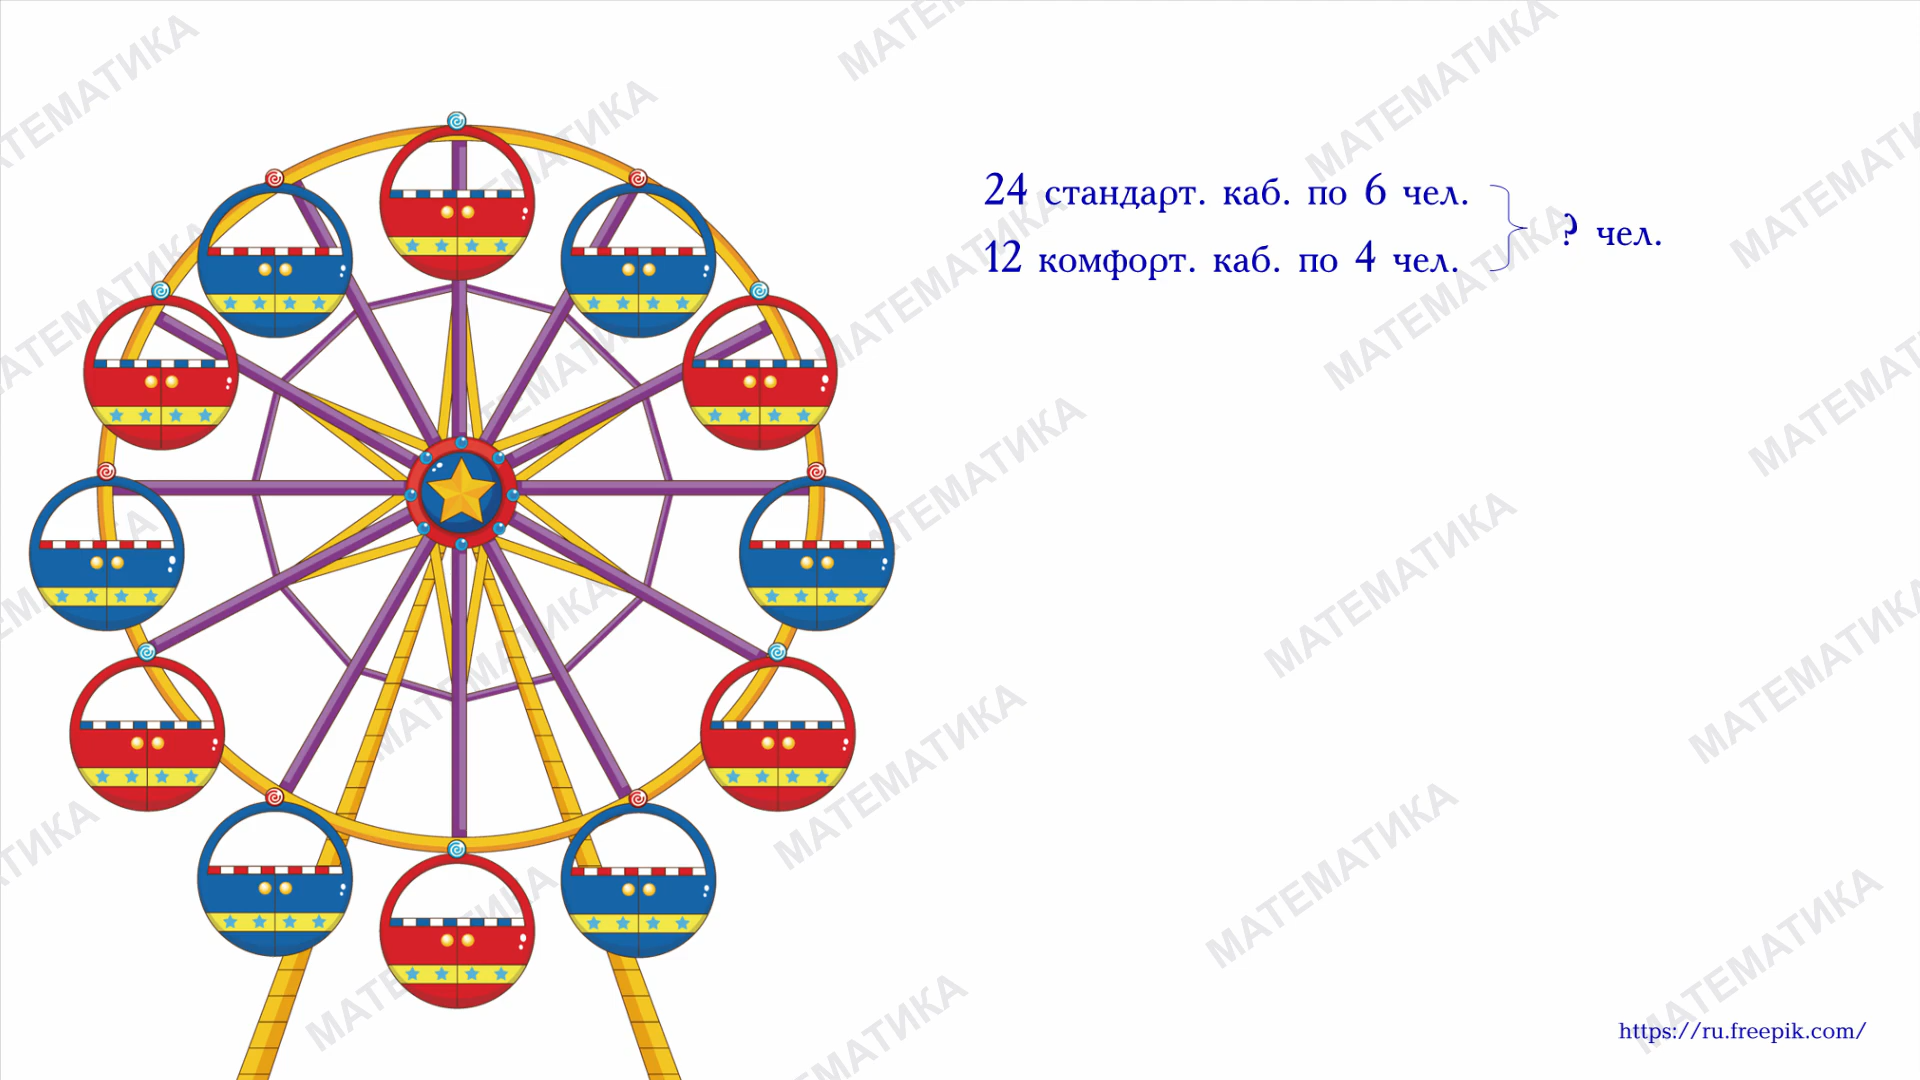 24 стандарт. каб. по 6 чел.
12 комфорт. каб. по 4 чел.
? чел.
https://ru.freepik.com/
МАТЕМАТИКА